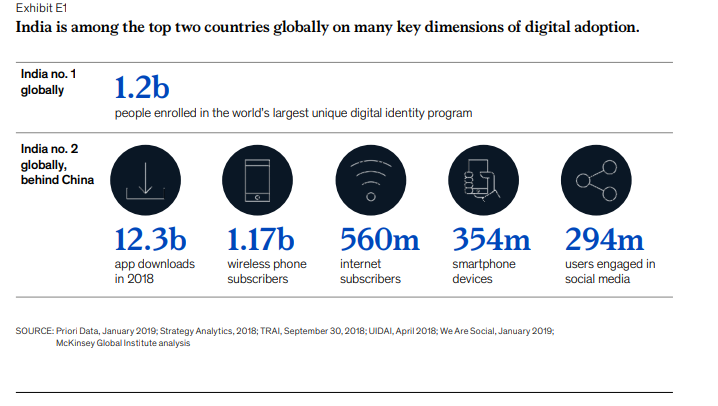 Exhibit E1
India is among the top two countries globally on many key dimensions of digital adoption.
India no. 1
globally
1.2b
people enrolled in the world's largest unique digital identity program
India no. 2
globally,
behind China
12.3b
app downloads
in 2018
1.17b
wireless phone
subscribers
560m
internet
subscribers
354m
smartphone
devices
294m
users engaged in
social media
SOURCE: Priori Data, January 2019; Strategy Analytics, 2018; TRAI, September 30, 2018; UIDAI, April 2018; We Are Social, January 2019;
McKinsey Global Institute analysis